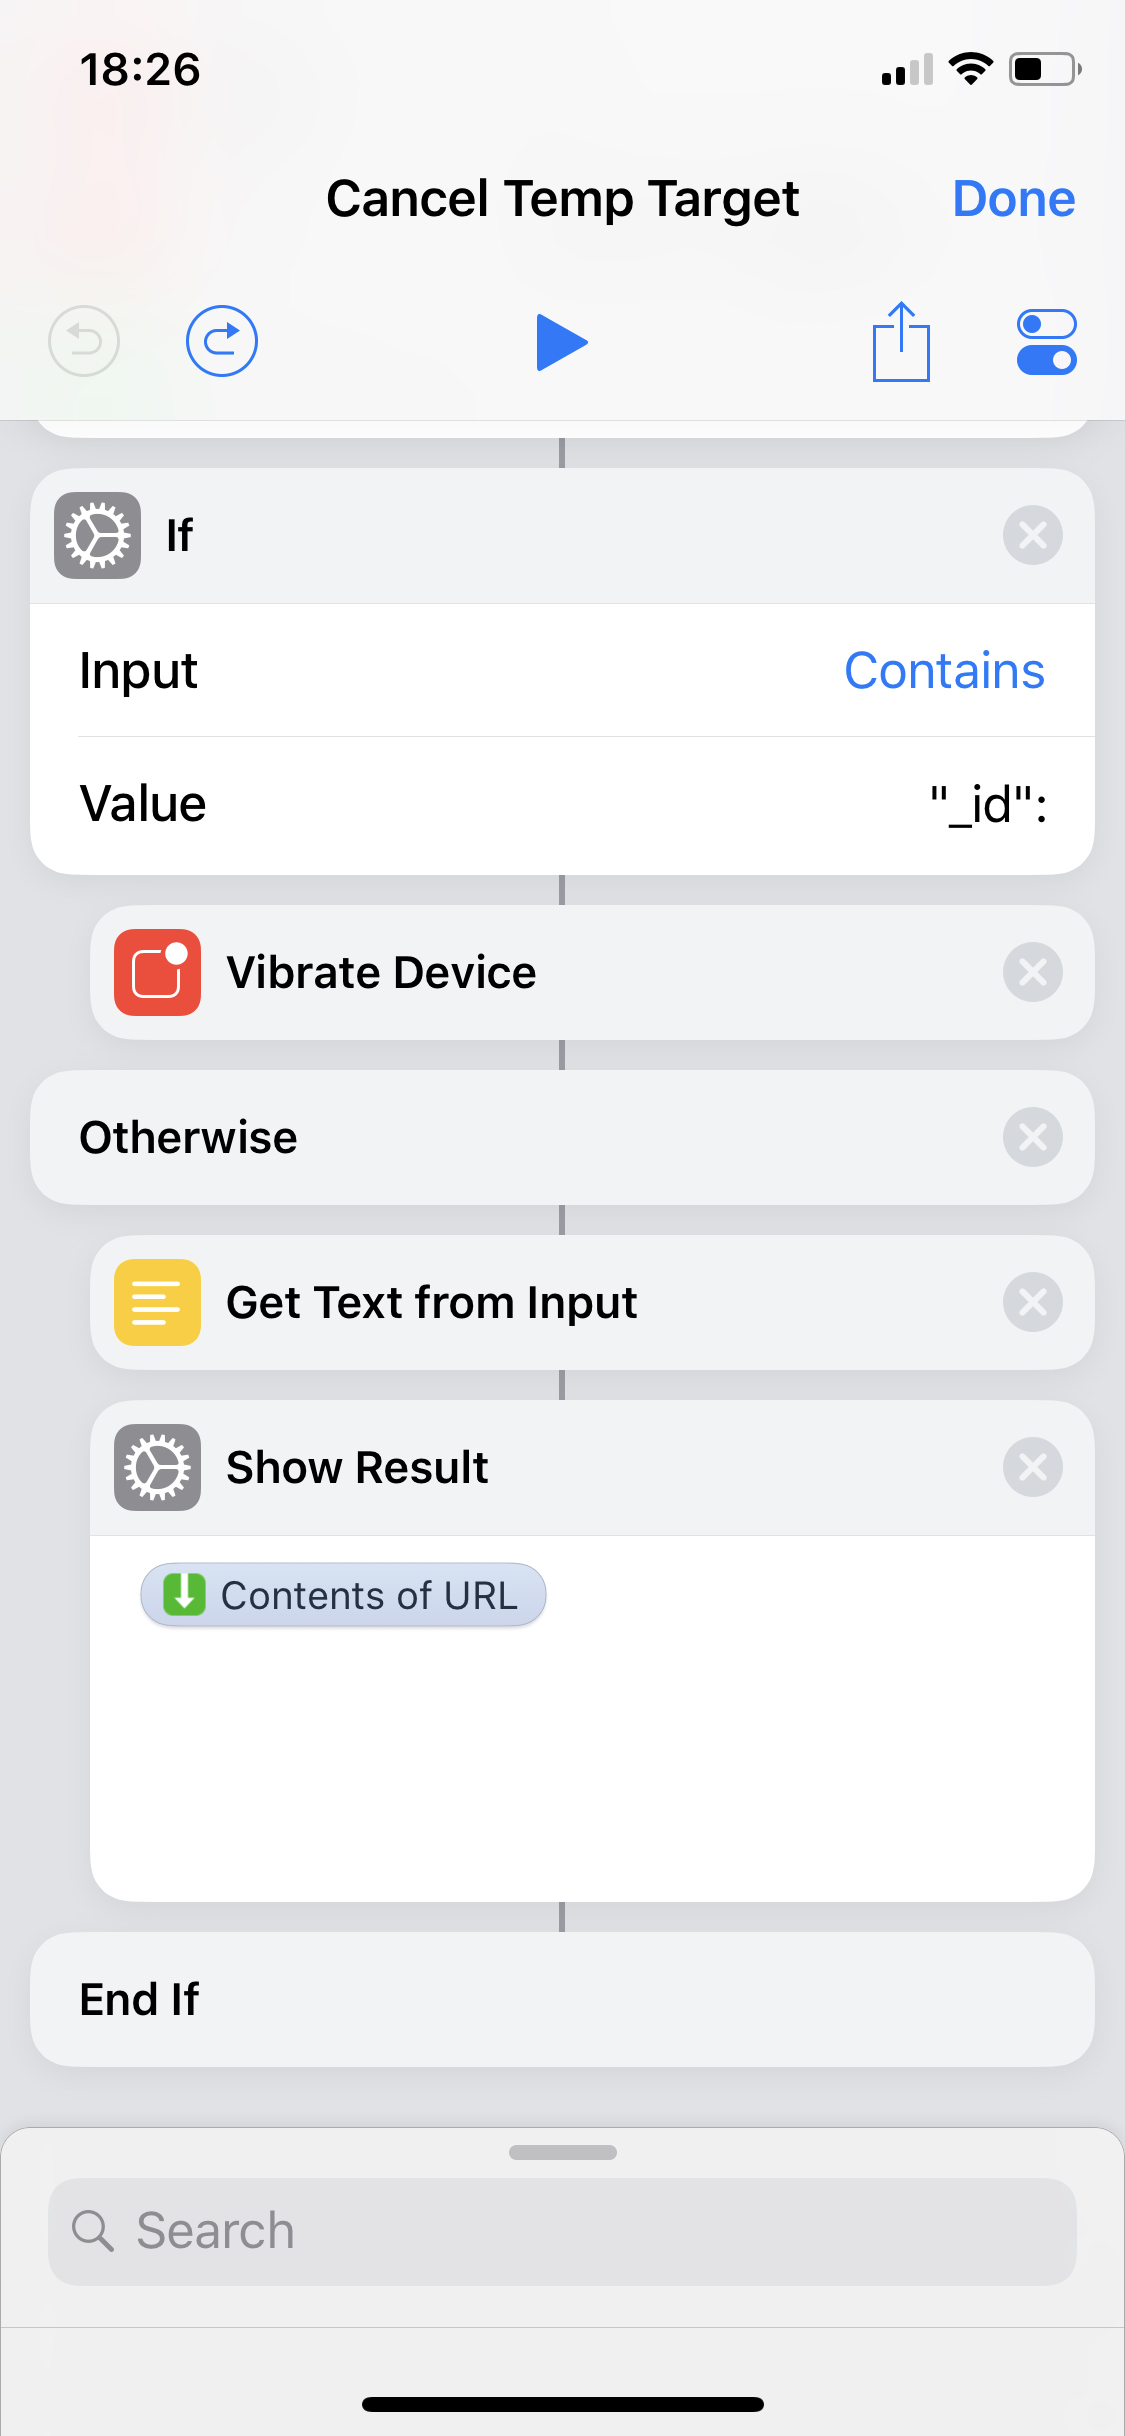 18:26
Cancel Temp Target
Done
If
Input Contains
Value "_id":
Vibrate Device
Otherwise
Get Text from Input
Show Result
Contents of URL
End If
Search